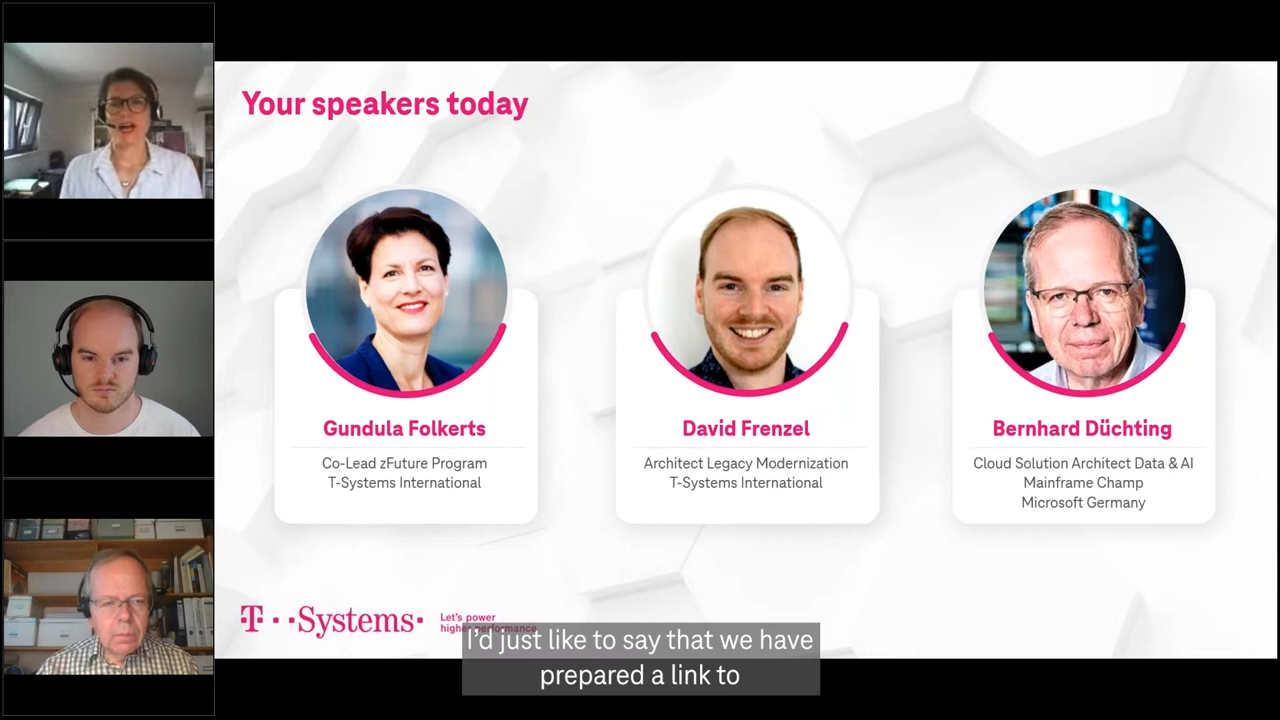 Your speakers today
Gundula Folkerts
Co-Lead zFuture Program
T-Systems International
David Frenzel
Architect Legacy Modernization
T-Systems International
Bernhard Düchting
Cloud Solution Architect Data & AI
Mainframe Champ
Microsoft Germany
T··Systems·
Let's power
higher performance
I'd just like to say that we have
prepared a link to